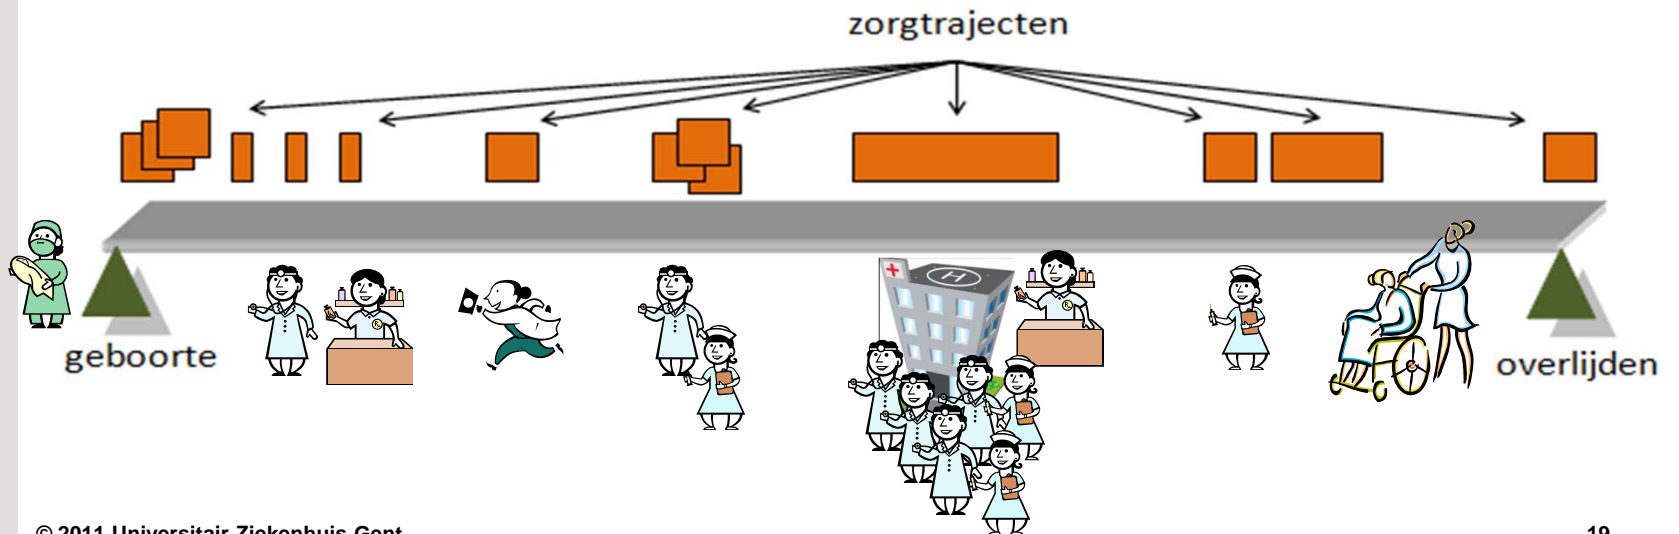 zorgtrajecten
H
geboorte
overlijden
© 2011 Universitair Ziekenhuis Gent
19